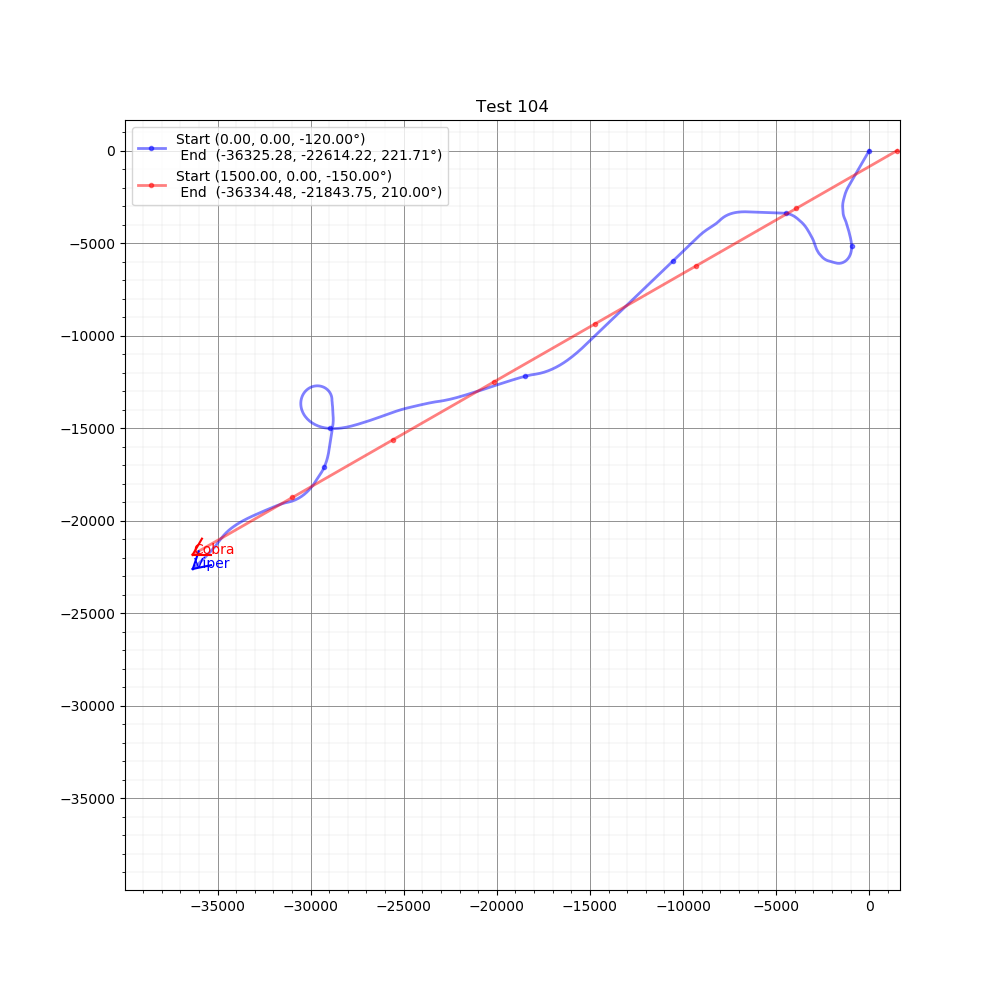 Test 104
Start (0.00, 0.00, -120.00°)
End (-36325.28, -22614.22, 221.71°)
Start (1500.00, 0.00, -150.00°)
End (-36334.48, -21843.75, 210.00°)
0
−5000
−10000
−15000
−20000
−25000
−30000
−35000
Cobra
Viper
−35000 −30000 −25000 −20000 −15000 −10000 −5000 0